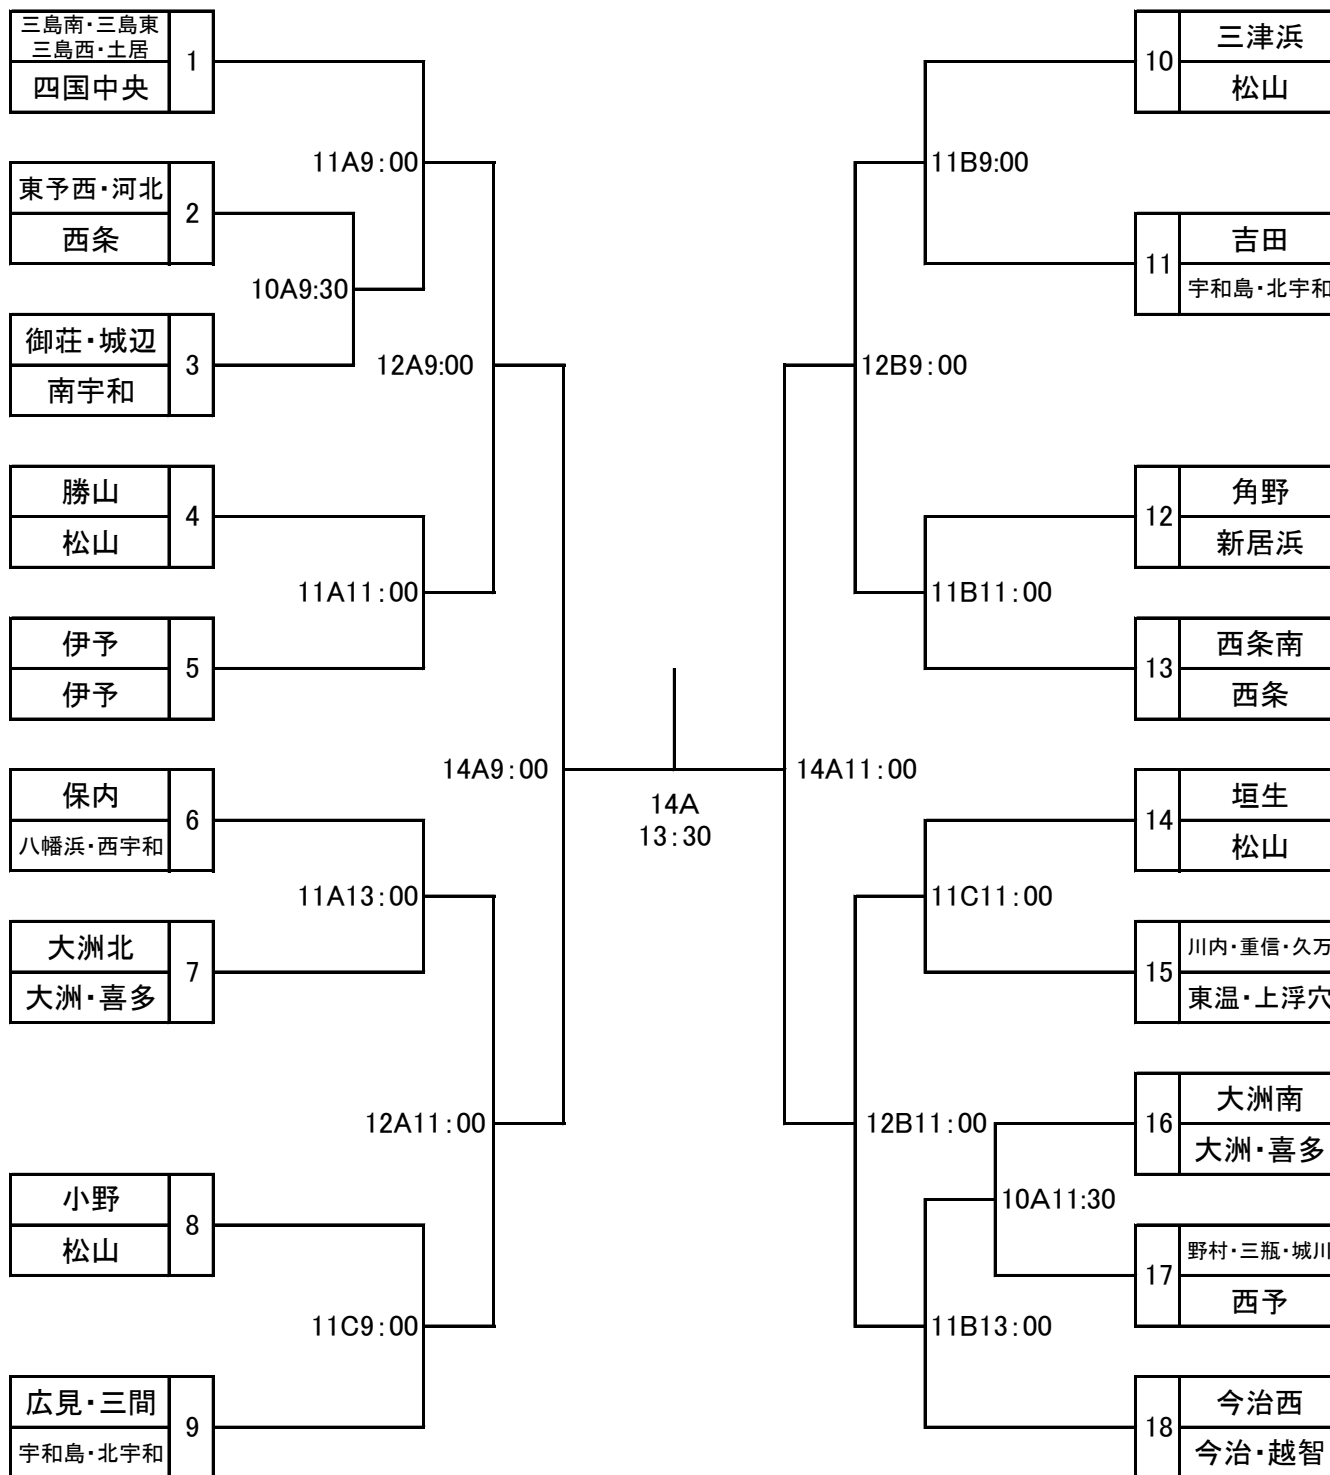 三島南・三島東
三島西・土居
1
四国中央
東予西・河北
2
西条
御荘・城辺
3
南宇和
勝山
4
松山
伊予
5
伊予
保内
6
八幡浜・西宇和
大洲北
7
大洲・喜多
小野
8
松山
広見・三間
9
宇和島・北宇和
11A9:00
10A9:30
12A9:00
11A11:00
14A9:00
11A13:00
12A11:00
11C9:00
14A
13:30
11B9:00
12B9:00
11B11:00
14A11:00
11C11:00
12B11:00
10A11:30
11B13:00
三津浜
10
松山
吉田
11
宇和島・北宇和
角野
12
新居浜
西条南
13
西条
垣生
14
松山
川内・重信・久万
15
東温・上浮穴
大洲南
16
大洲・喜多
野村・三瓶・城川
17
西予
今治西
18
今治・越智